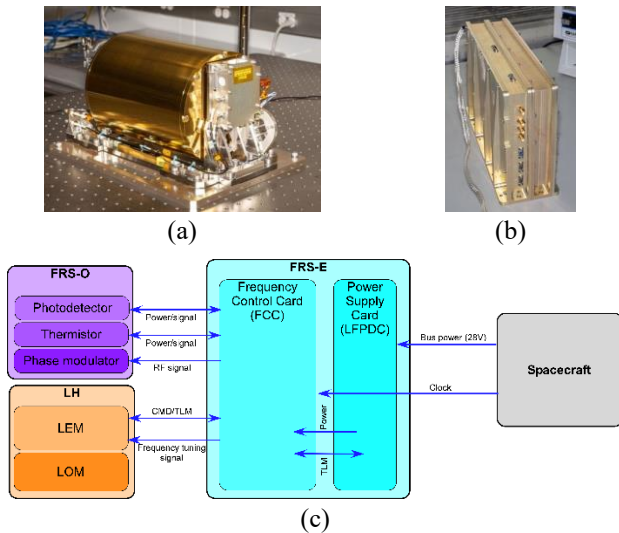 (a)
(b)
FRS-O
Photodetector
Thermistor
Phase modulator
LH
LEM
LOM
Power/signal
Power/signal
RF signal
CMD/TLM
Frequency tuning
signal
FRS-E
Frequency
Control Card
(FCC)
Power
Supply
Card
(LFPDC)
Power
TLM
Bus power (28V)
Clock
Spacecraft
(c)